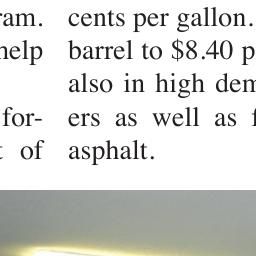 ram.
help
for-
of
cents per gallon.
barrel to $8.40 p
also in high dem
ers as well as f
asphalt.